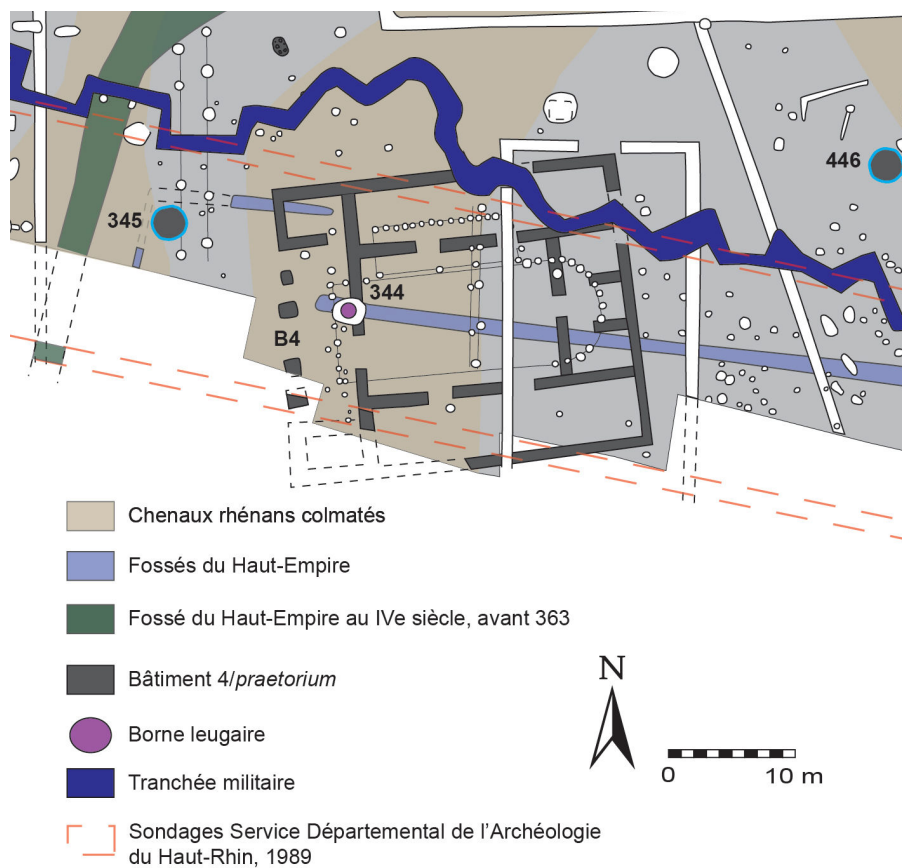 446
345
344
B4
Chenaux rhénans colmatés
Fossés du Haut-Empire
Fossé du Haut-Empire au IVe siècle, avant 363
Bâtiment 4/praetorium
Borne leugaire
Tranchée militaire
Sondages Service Départemental de l'Archéologie
du Haut-Rhin, 1989
N
0 10 m